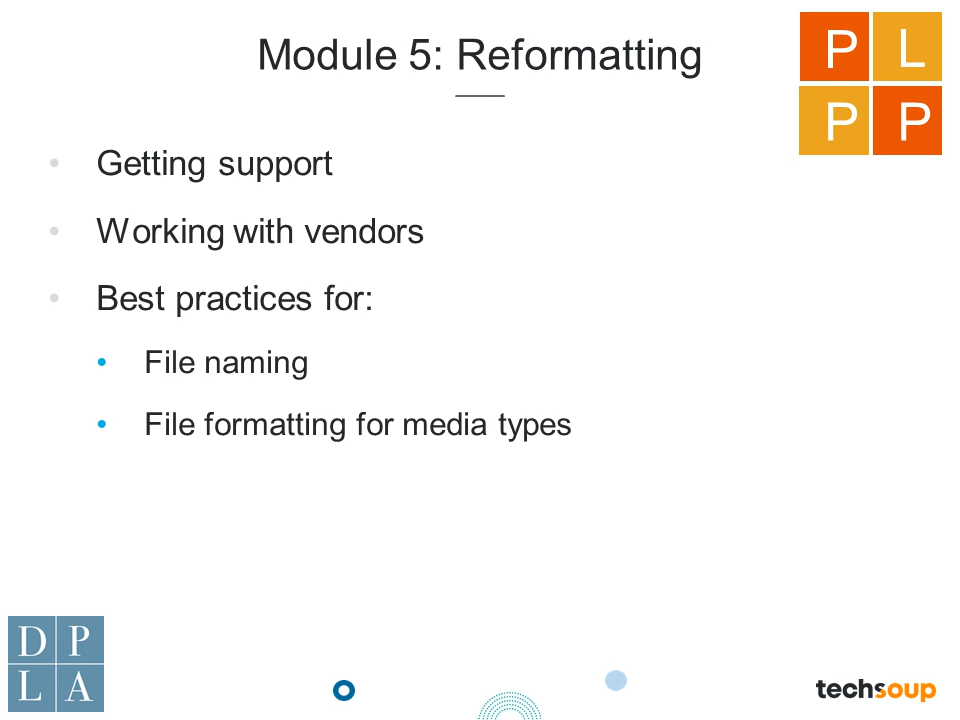 Module 5: Reformatting
P L
P P
• Getting support
• Working with vendors
• Best practices for:
• File naming
• File formatting for media types
D P
L A
techsoup